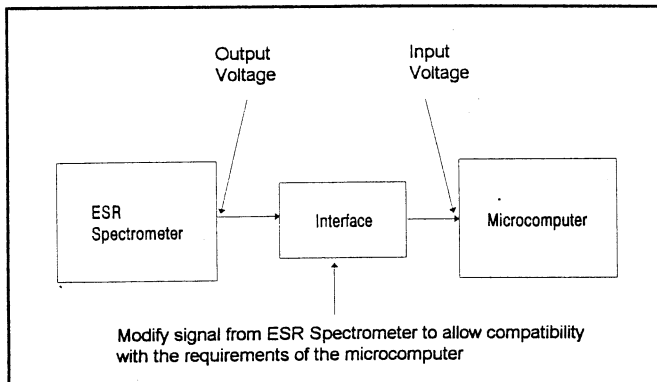 Output
Voltage
Input
Voltage
ESR
Spectrometer
Interface
Microcomputer
Modify signal from ESR Spectrometer to allow compatibility
with the requirements of the microcomputer